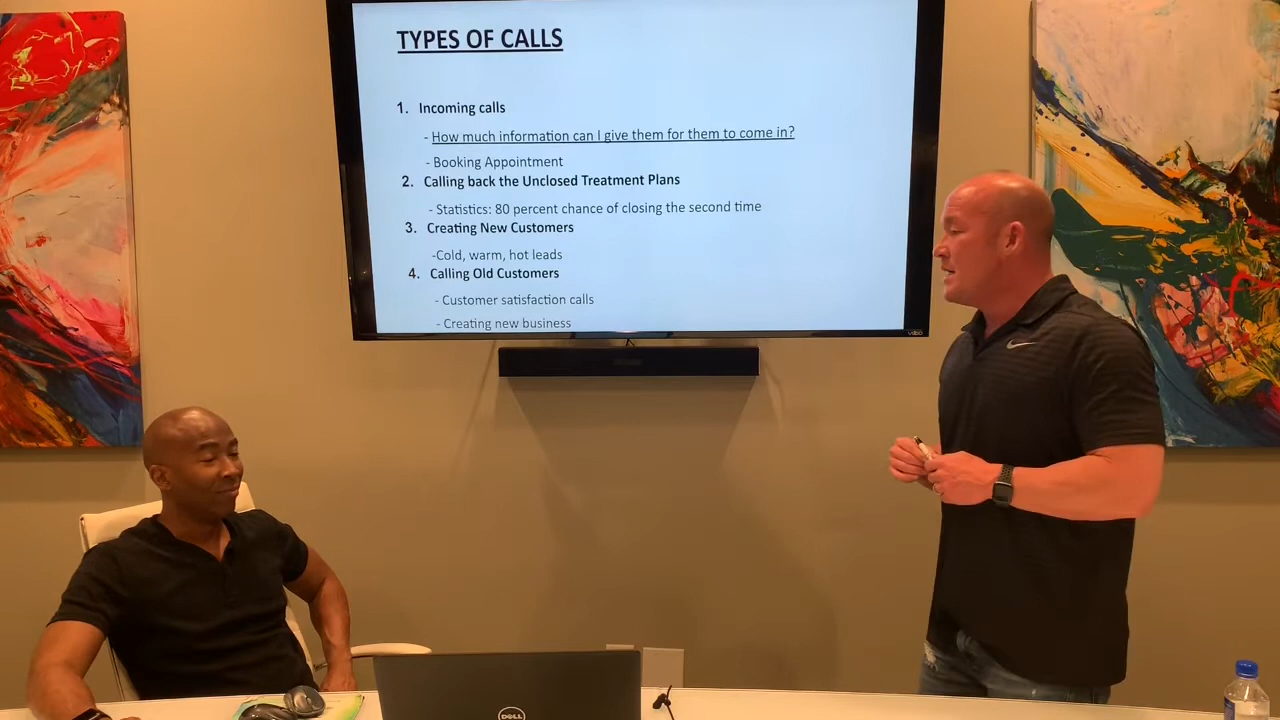 TYPES OF CALLS
1. Incoming calls
- How much information can I give them for them to come in?
- Booking Appointment
2. Calling back the Unclosed Treatment Plans
- Statistics: 80 percent chance of closing the second time
3. Creating New Customers
-Cold, warm, hot leads
4. Calling Old Customers
- Customer satisfaction calls
- Creating new business
VIZIO
DELL